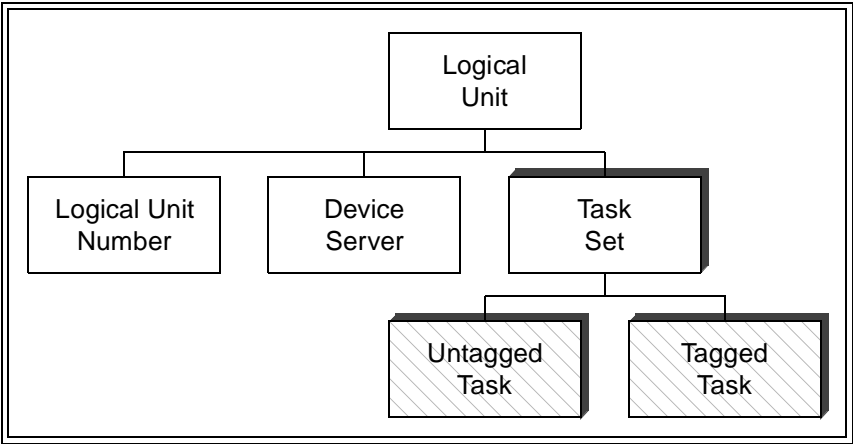 Logical
Unit
Logical Unit
Number
Device
Server
Task
Set
Untagged
Task
Tagged
Task